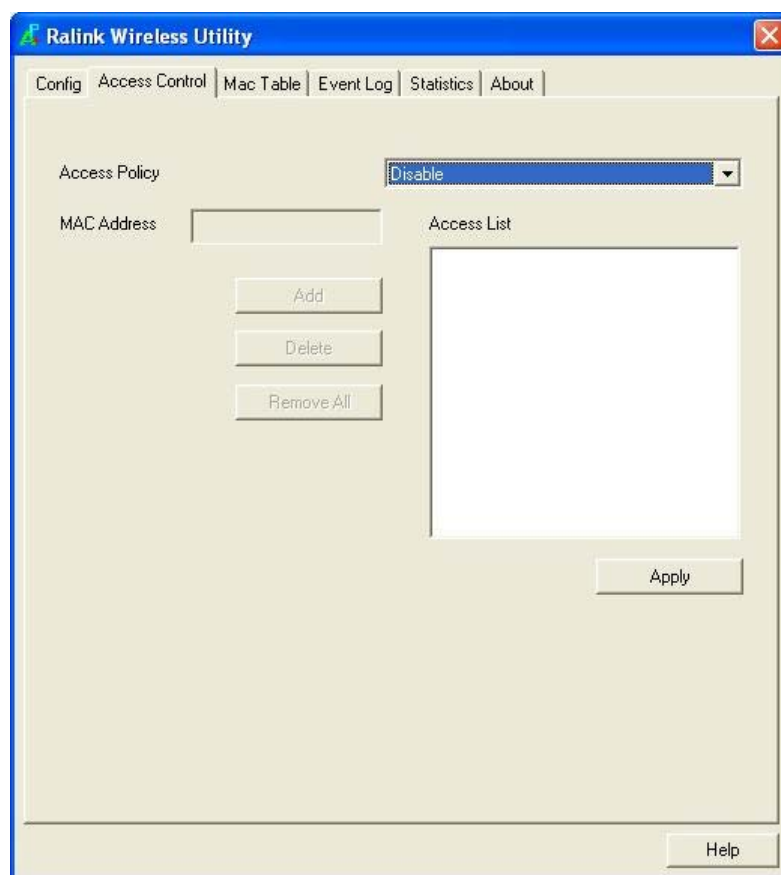 Ralink Wireless Utility
Config Access Control Mac Table Event Log Statistics About
Access Policy Disable
MAC Address Access List
Add
Delete
Remove All
Apply
Help